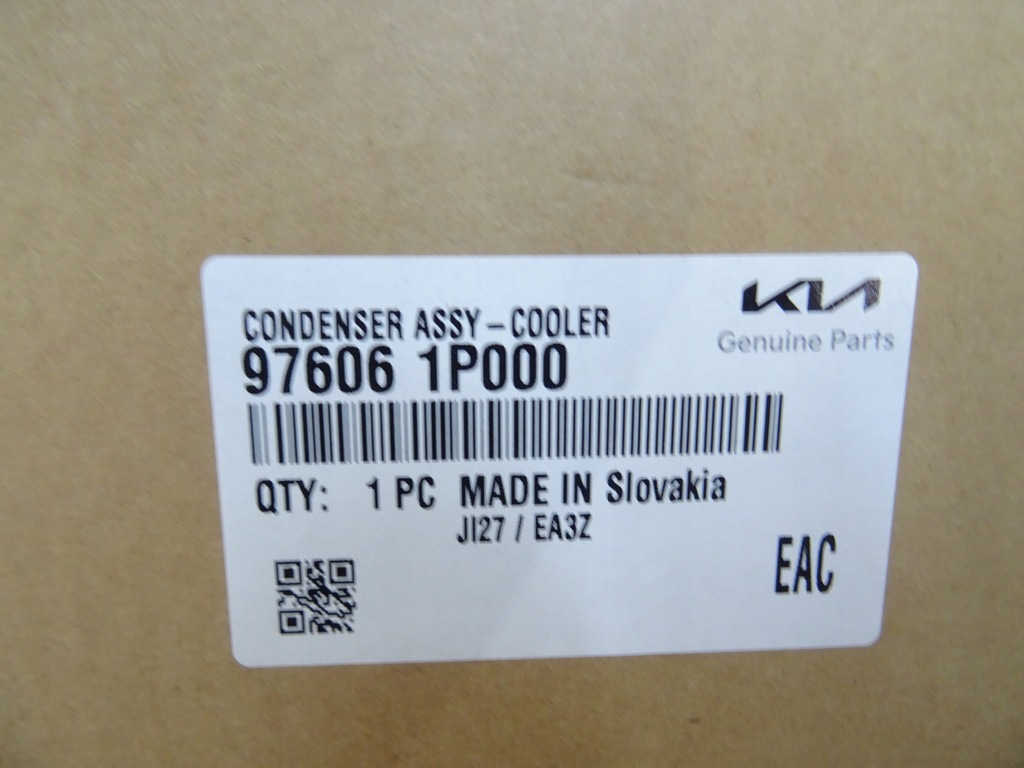 KIA
Genuine Parts
CONDENSER ASSY-COOLER
97606 1P000
QTY: 1 PC MADE IN Slovakia
JI27 / EA3Z
EAC